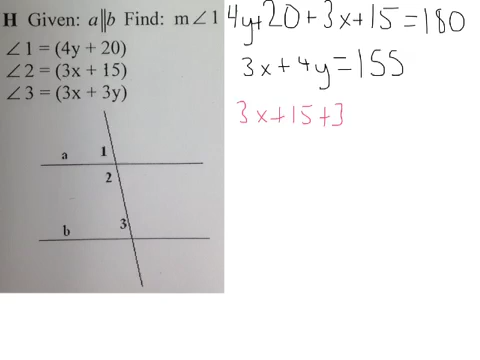 H Given: a∥b Find: m∠1
∠1 = (4y + 20)
∠2 = (3x + 15)
∠3 = (3x + 3y)
a
1
2
b
3
4y+20+3x+15=180
3x+4y=155
3x+15+3